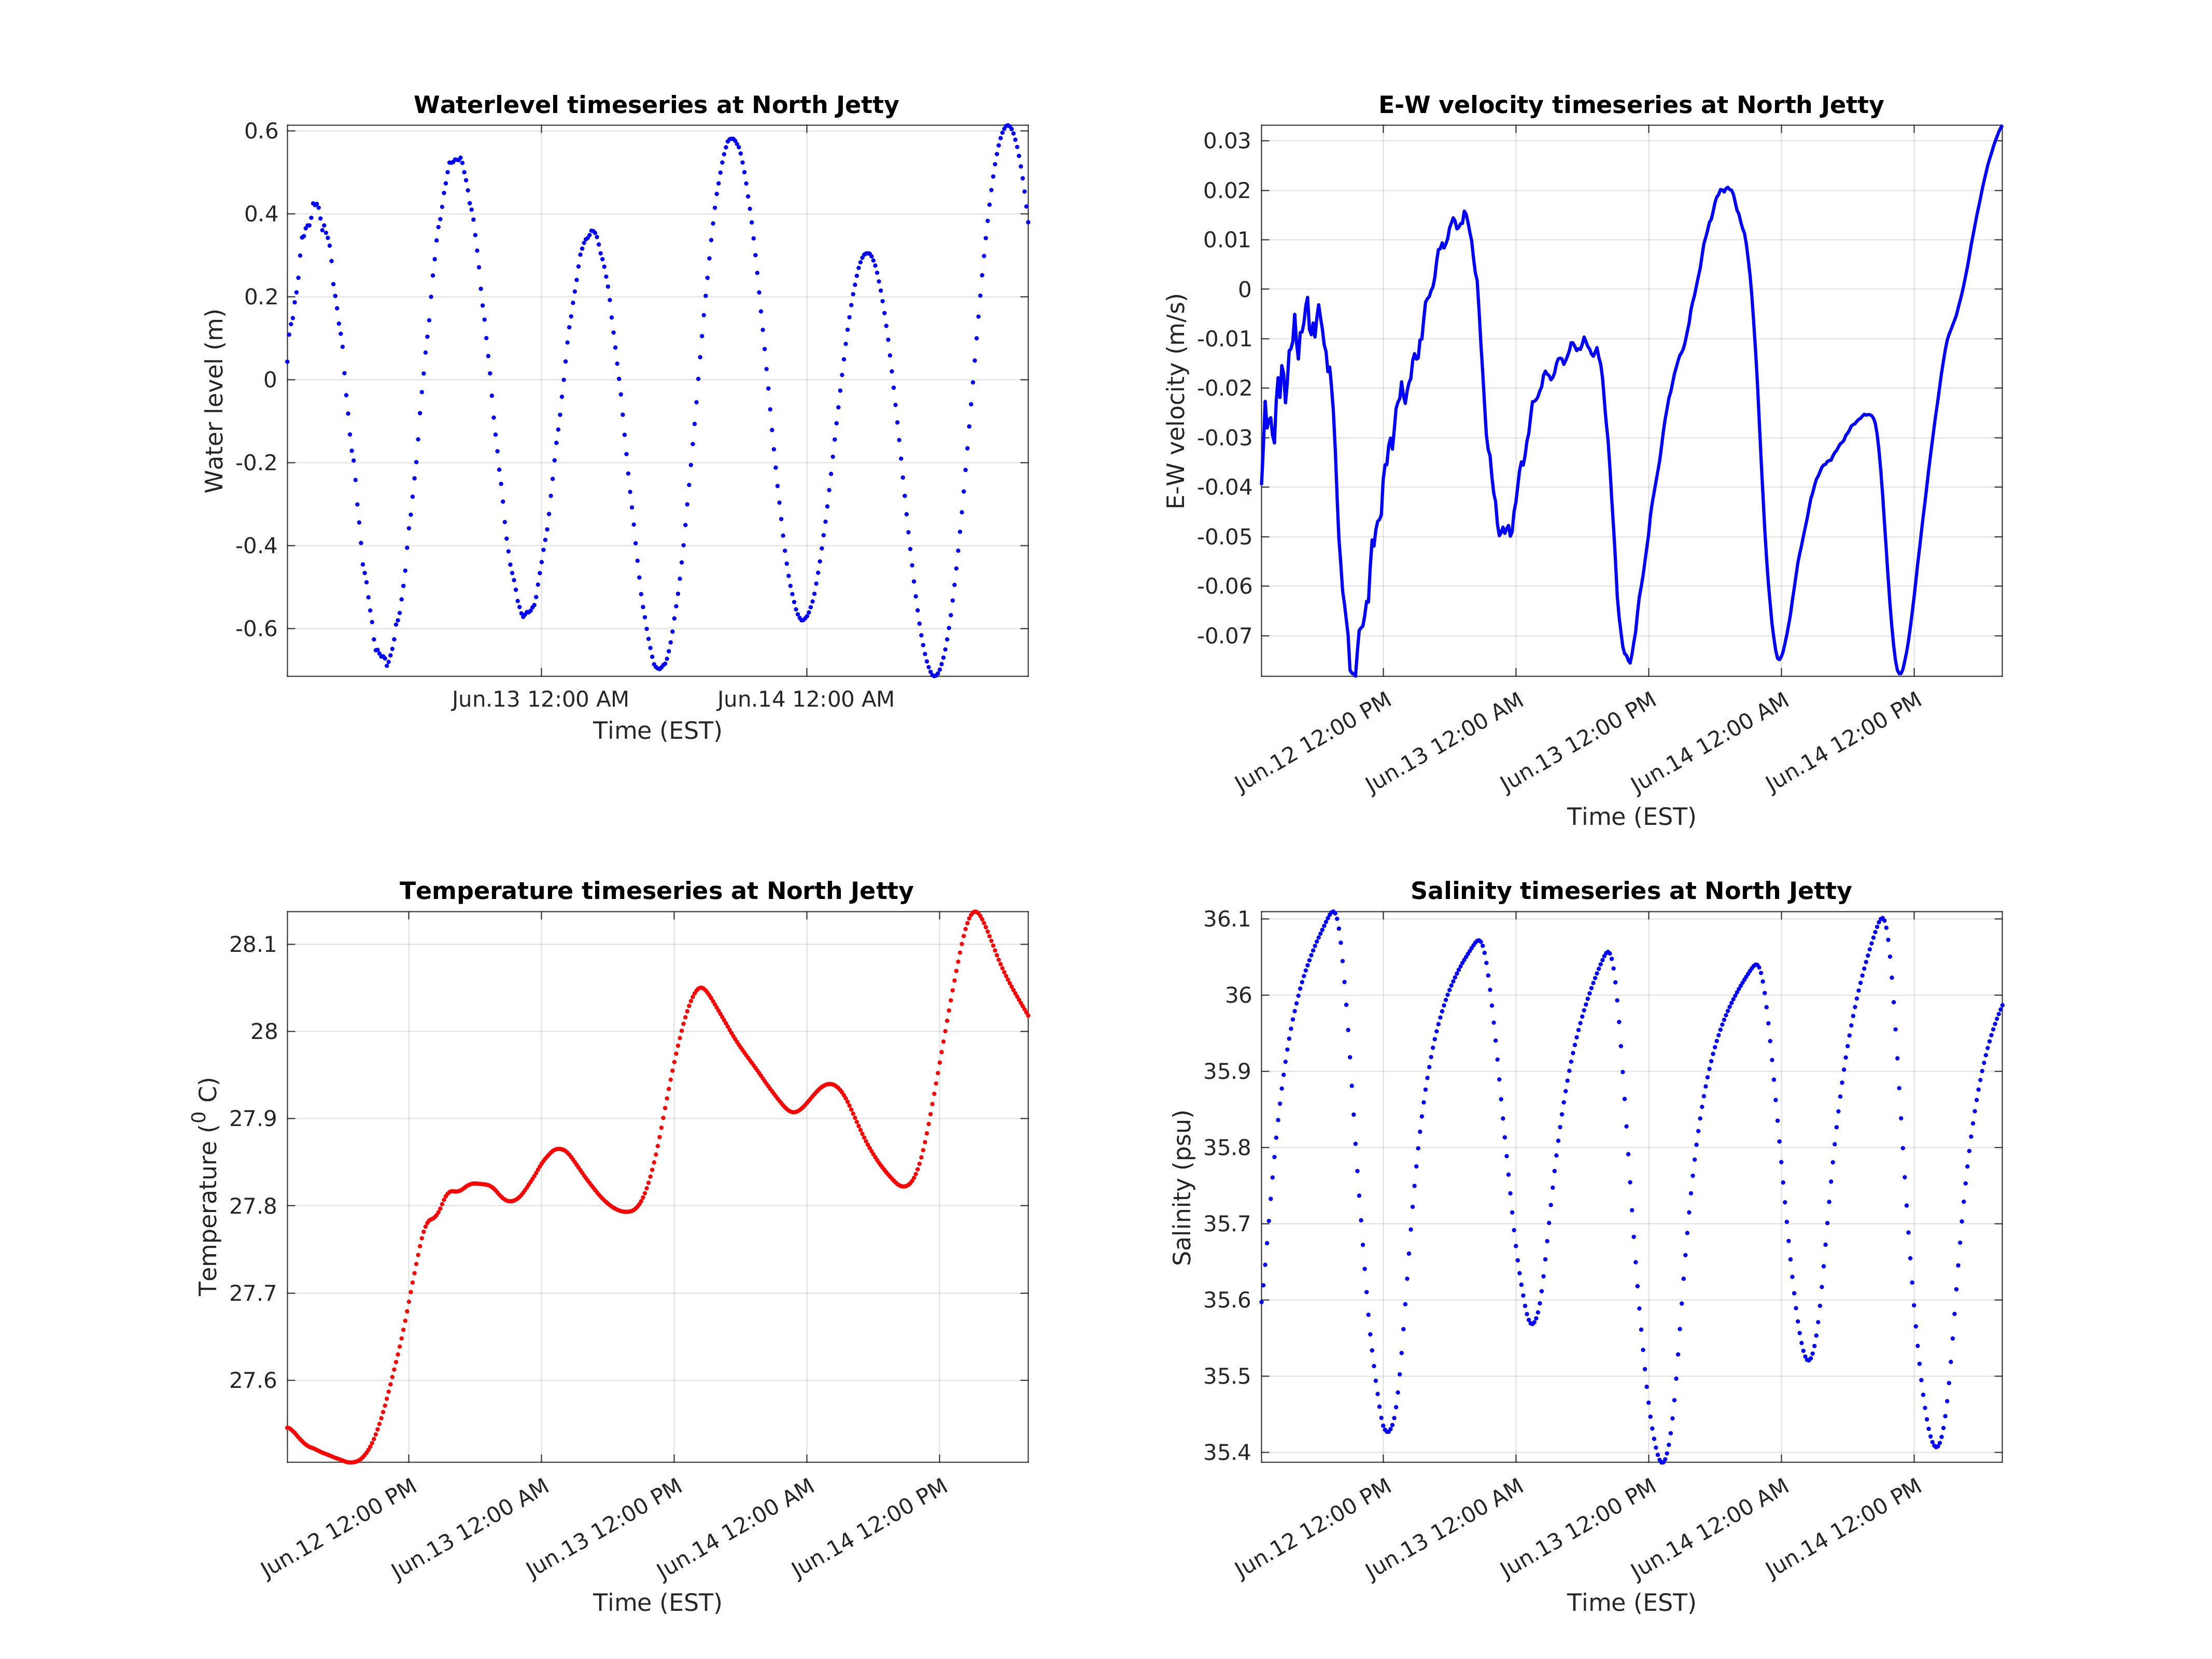 Waterlevel timeseries at North Jetty
0.6
0.4
0.2
0
-0.2
-0.4
-0.6
Water level (m)
Jun.13 12:00 AM
Jun.14 12:00 AM
Time (EST)
E-W velocity timeseries at North Jetty
0.03
0.02
0.01
0
-0.01
-0.02
-0.03
-0.04
-0.05
-0.06
-0.07
E-W velocity (m/s)
Jun.12 12:00 PM
Jun.13 12:00 AM
Jun.13 12:00 PM
Jun.14 12:00 AM
Jun.14 12:00 PM
Time (EST)
Temperature timeseries at North Jetty
28.1
28
27.9
27.8
27.7
27.6
Temperature (⁰ C)
Jun.12 12:00 PM
Jun.13 12:00 AM
Jun.13 12:00 PM
Jun.14 12:00 AM
Jun.14 12:00 PM
Time (EST)
Salinity timeseries at North Jetty
36.1
36
35.9
35.8
35.7
35.6
35.5
35.4
Salinity (psu)
Jun.12 12:00 PM
Jun.13 12:00 AM
Jun.13 12:00 PM
Jun.14 12:00 AM
Jun.14 12:00 PM
Time (EST)